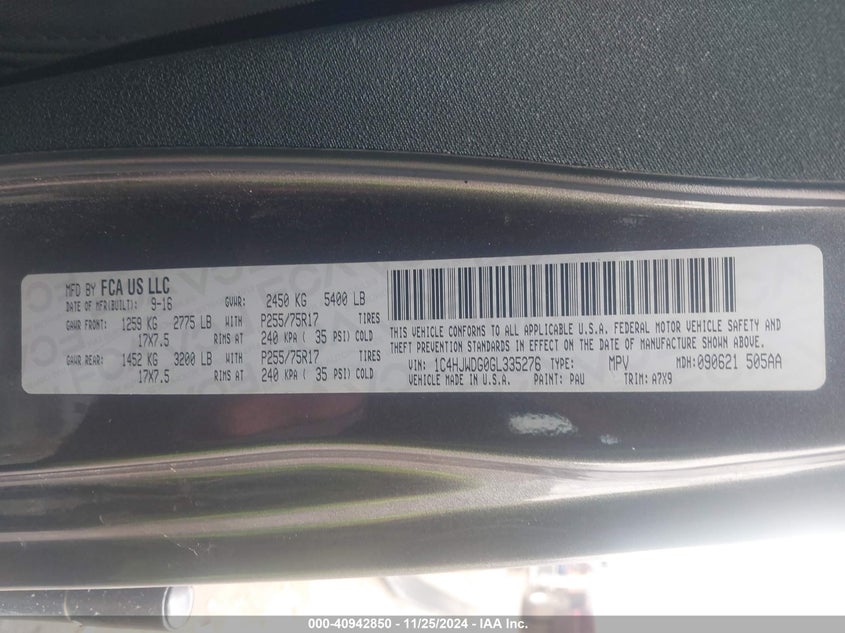 MFD BY FCA US LLC
DATE OF MFR(BUILT): 9-16 GVWR: 2450 KG 5400 LB
GAWR FRONT: 1259 KG 2775 LB WITH P255/75R17 TIRES
17X7.5 RIMS AT 240 KPA ( 35 PSI) COLD
GAWR REAR: 1452 KG 3200 LB WITH P255/75R17 TIRES
17X7.5 RIMS AT 240 KPA ( 35 PSI) COLD
THIS VEHICLE CONFORMS TO ALL APPLICABLE U.S.A. FEDERAL MOTOR VEHICLE SAFETY AND
THEFT PREVENTION STANDARDS IN EFFECT ON THE DATE OF MANUFACTURE SHOWN ABOVE.
VIN: 1C4HJWDG0GL335276 TYPE: MPV MDH: 090621 505AA
VEHICLE MADE IN U.S.A. PAINT: PAU TRIM: A7X9
000-40942850 - 11/25/2024 - IAA Inc.